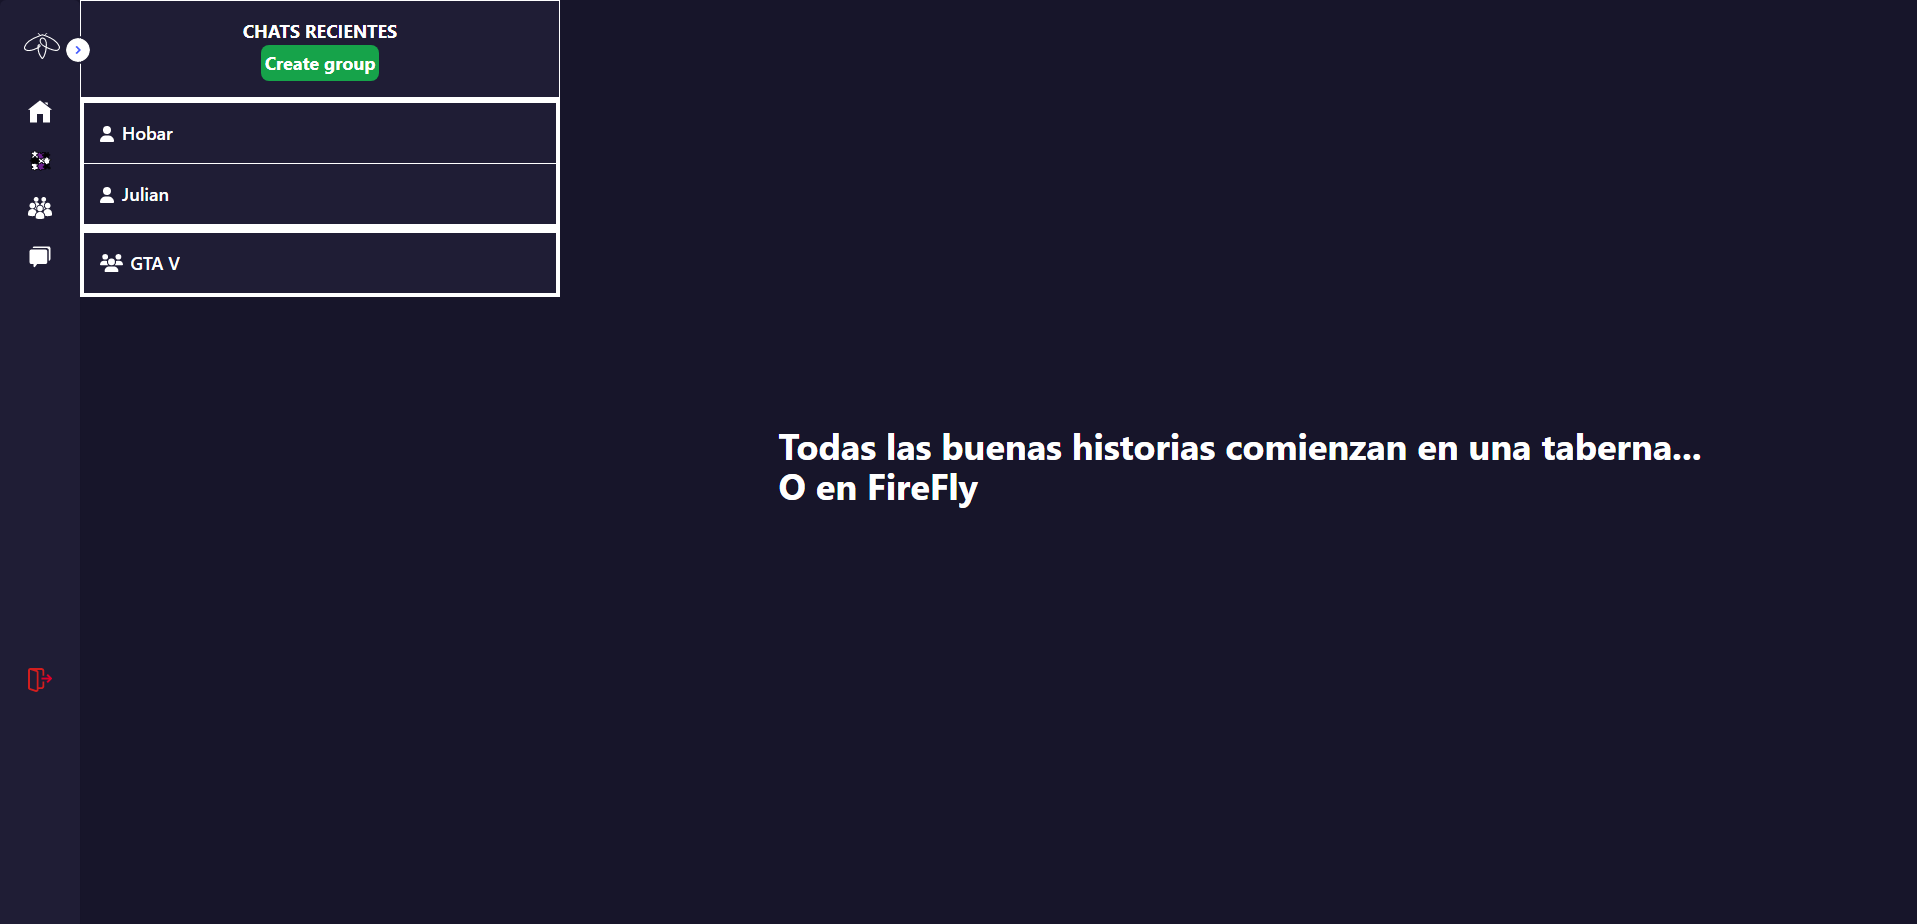 CHATS RECIENTES
Create group
Hobar
Julian
GTA V
Todas las buenas historias comienzan en una taberna...
O en FireFly